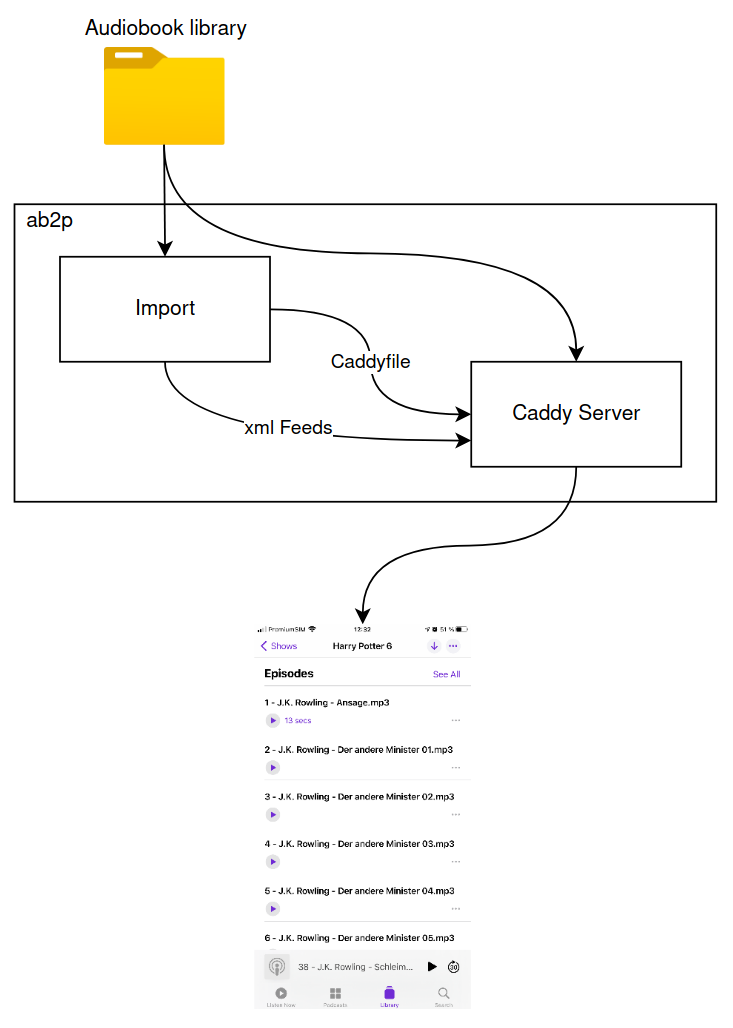 Audiobook library
ab2p
Import
Caddyfile
xml Feeds
Caddy Server
PremiumSIM 12:32 51 %
Shows Harry Potter 6
Episodes See All
1 - J.K. Rowling - Ansage.mp3
13 secs
2 - J.K. Rowling - Der andere Minister 01.mp3
3 - J.K. Rowling - Der andere Minister 02.mp3
4 - J.K. Rowling - Der andere Minister 03.mp3
5 - J.K. Rowling - Der andere Minister 04.mp3
6 - J.K. Rowling - Der andere Minister 05.mp3
38 - J.K. Rowling - Schleim... 30
Listen Now Podcasts Library Search